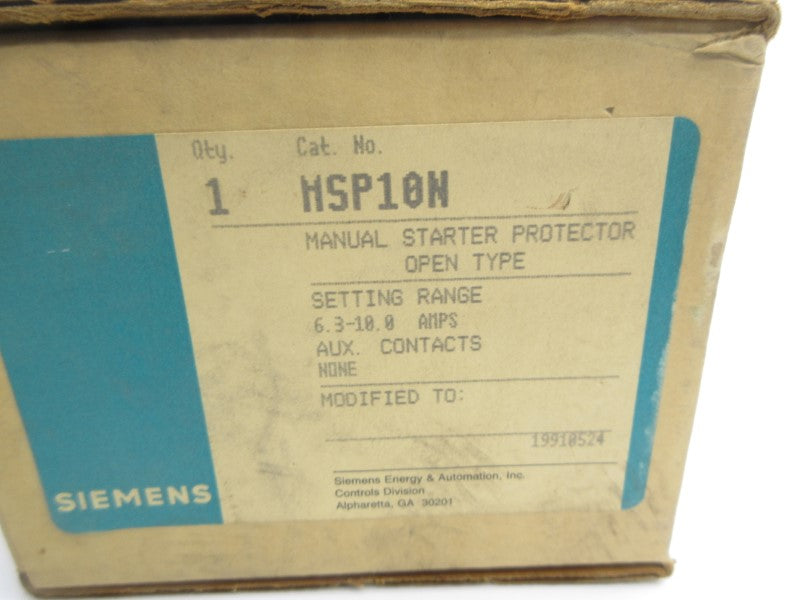 Qty. Cat. No.
1 MSP10N
MANUAL STARTER PROTECTOR
OPEN TYPE
SETTING RANGE
6.3-10.0 AMPS
AUX. CONTACTS
NONE
MODIFIED TO:
19910524
Siemens Energy & Automation, Inc.
Controls Division
Alpharetta, GA 30201
SIEMENS